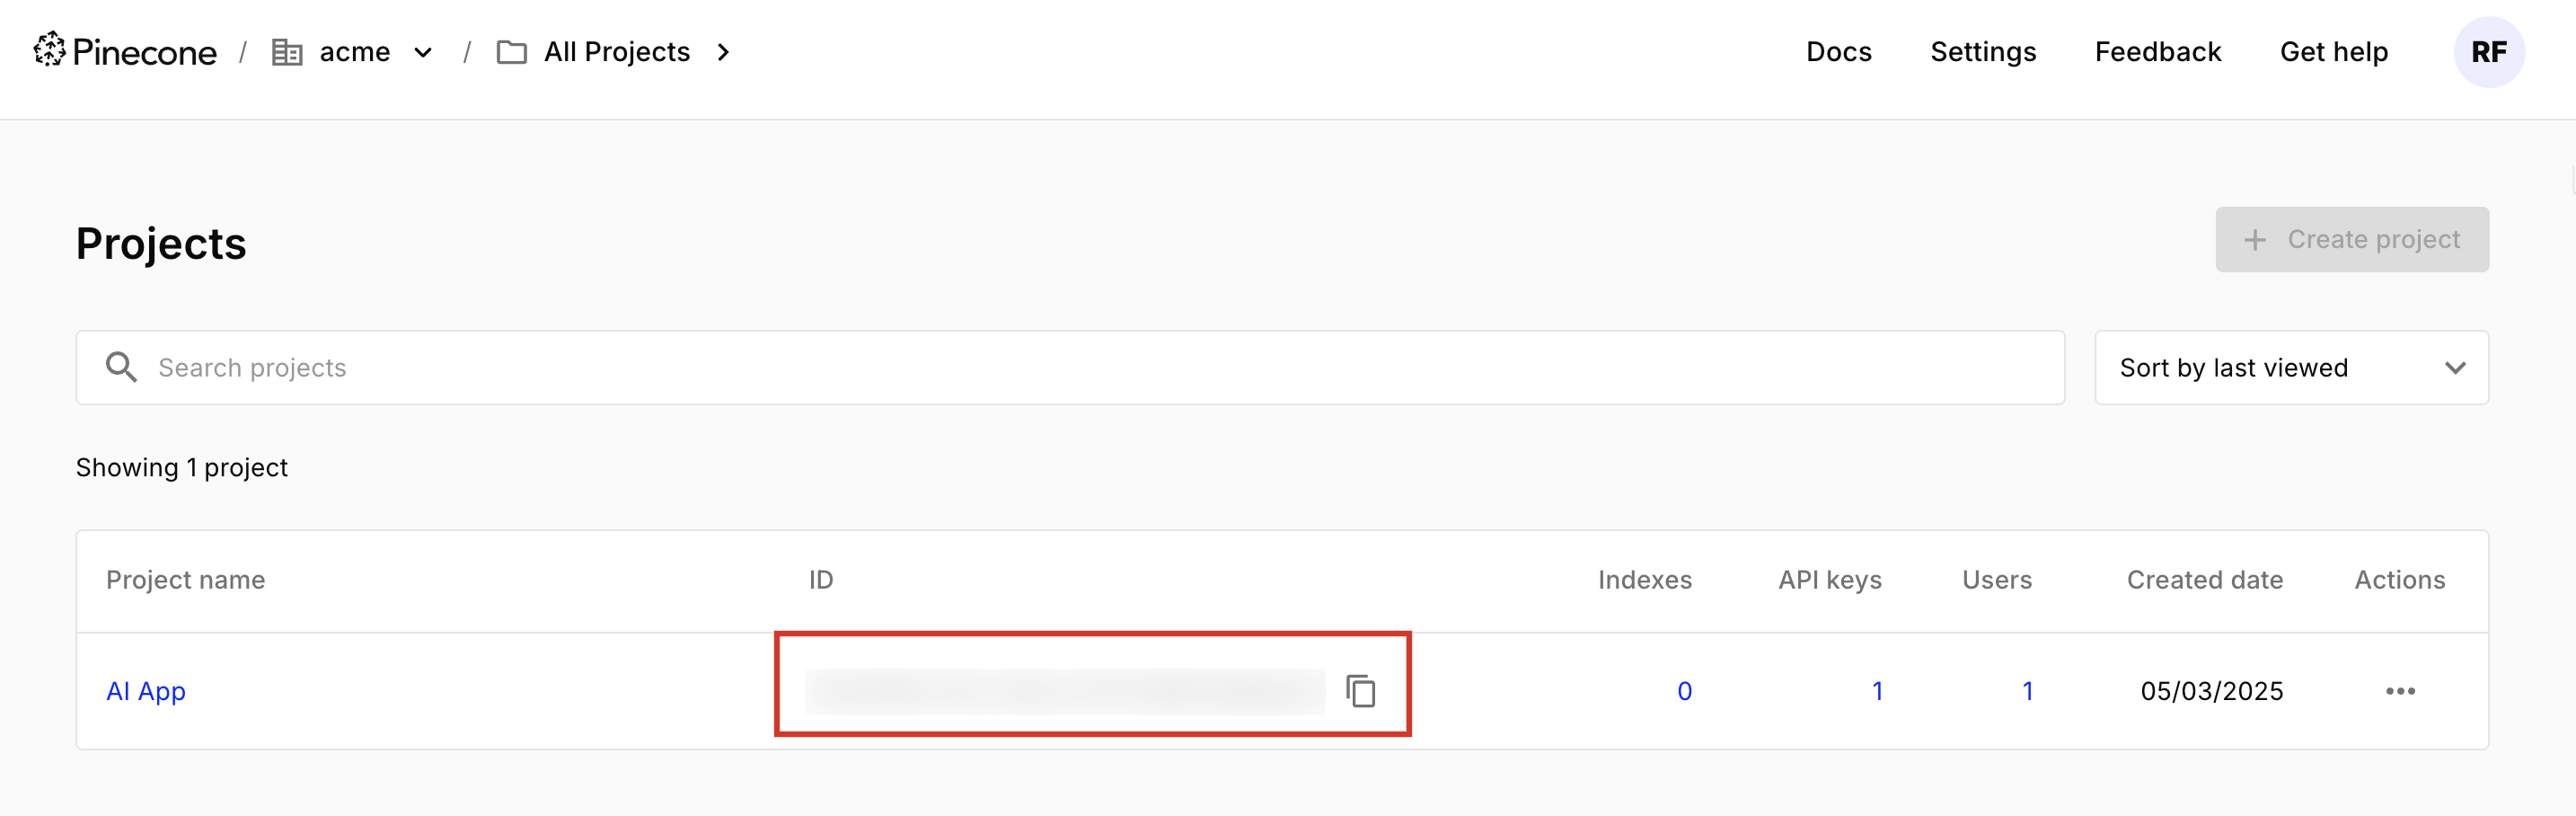 Pinecone / acme / All Projects Docs Settings Feedback Get help RF
Projects
Create project
Search projects
Sort by last viewed
Showing 1 project
Project name ID Indexes API keys Users Created date Actions
AI App 0 1 1 05/03/2025